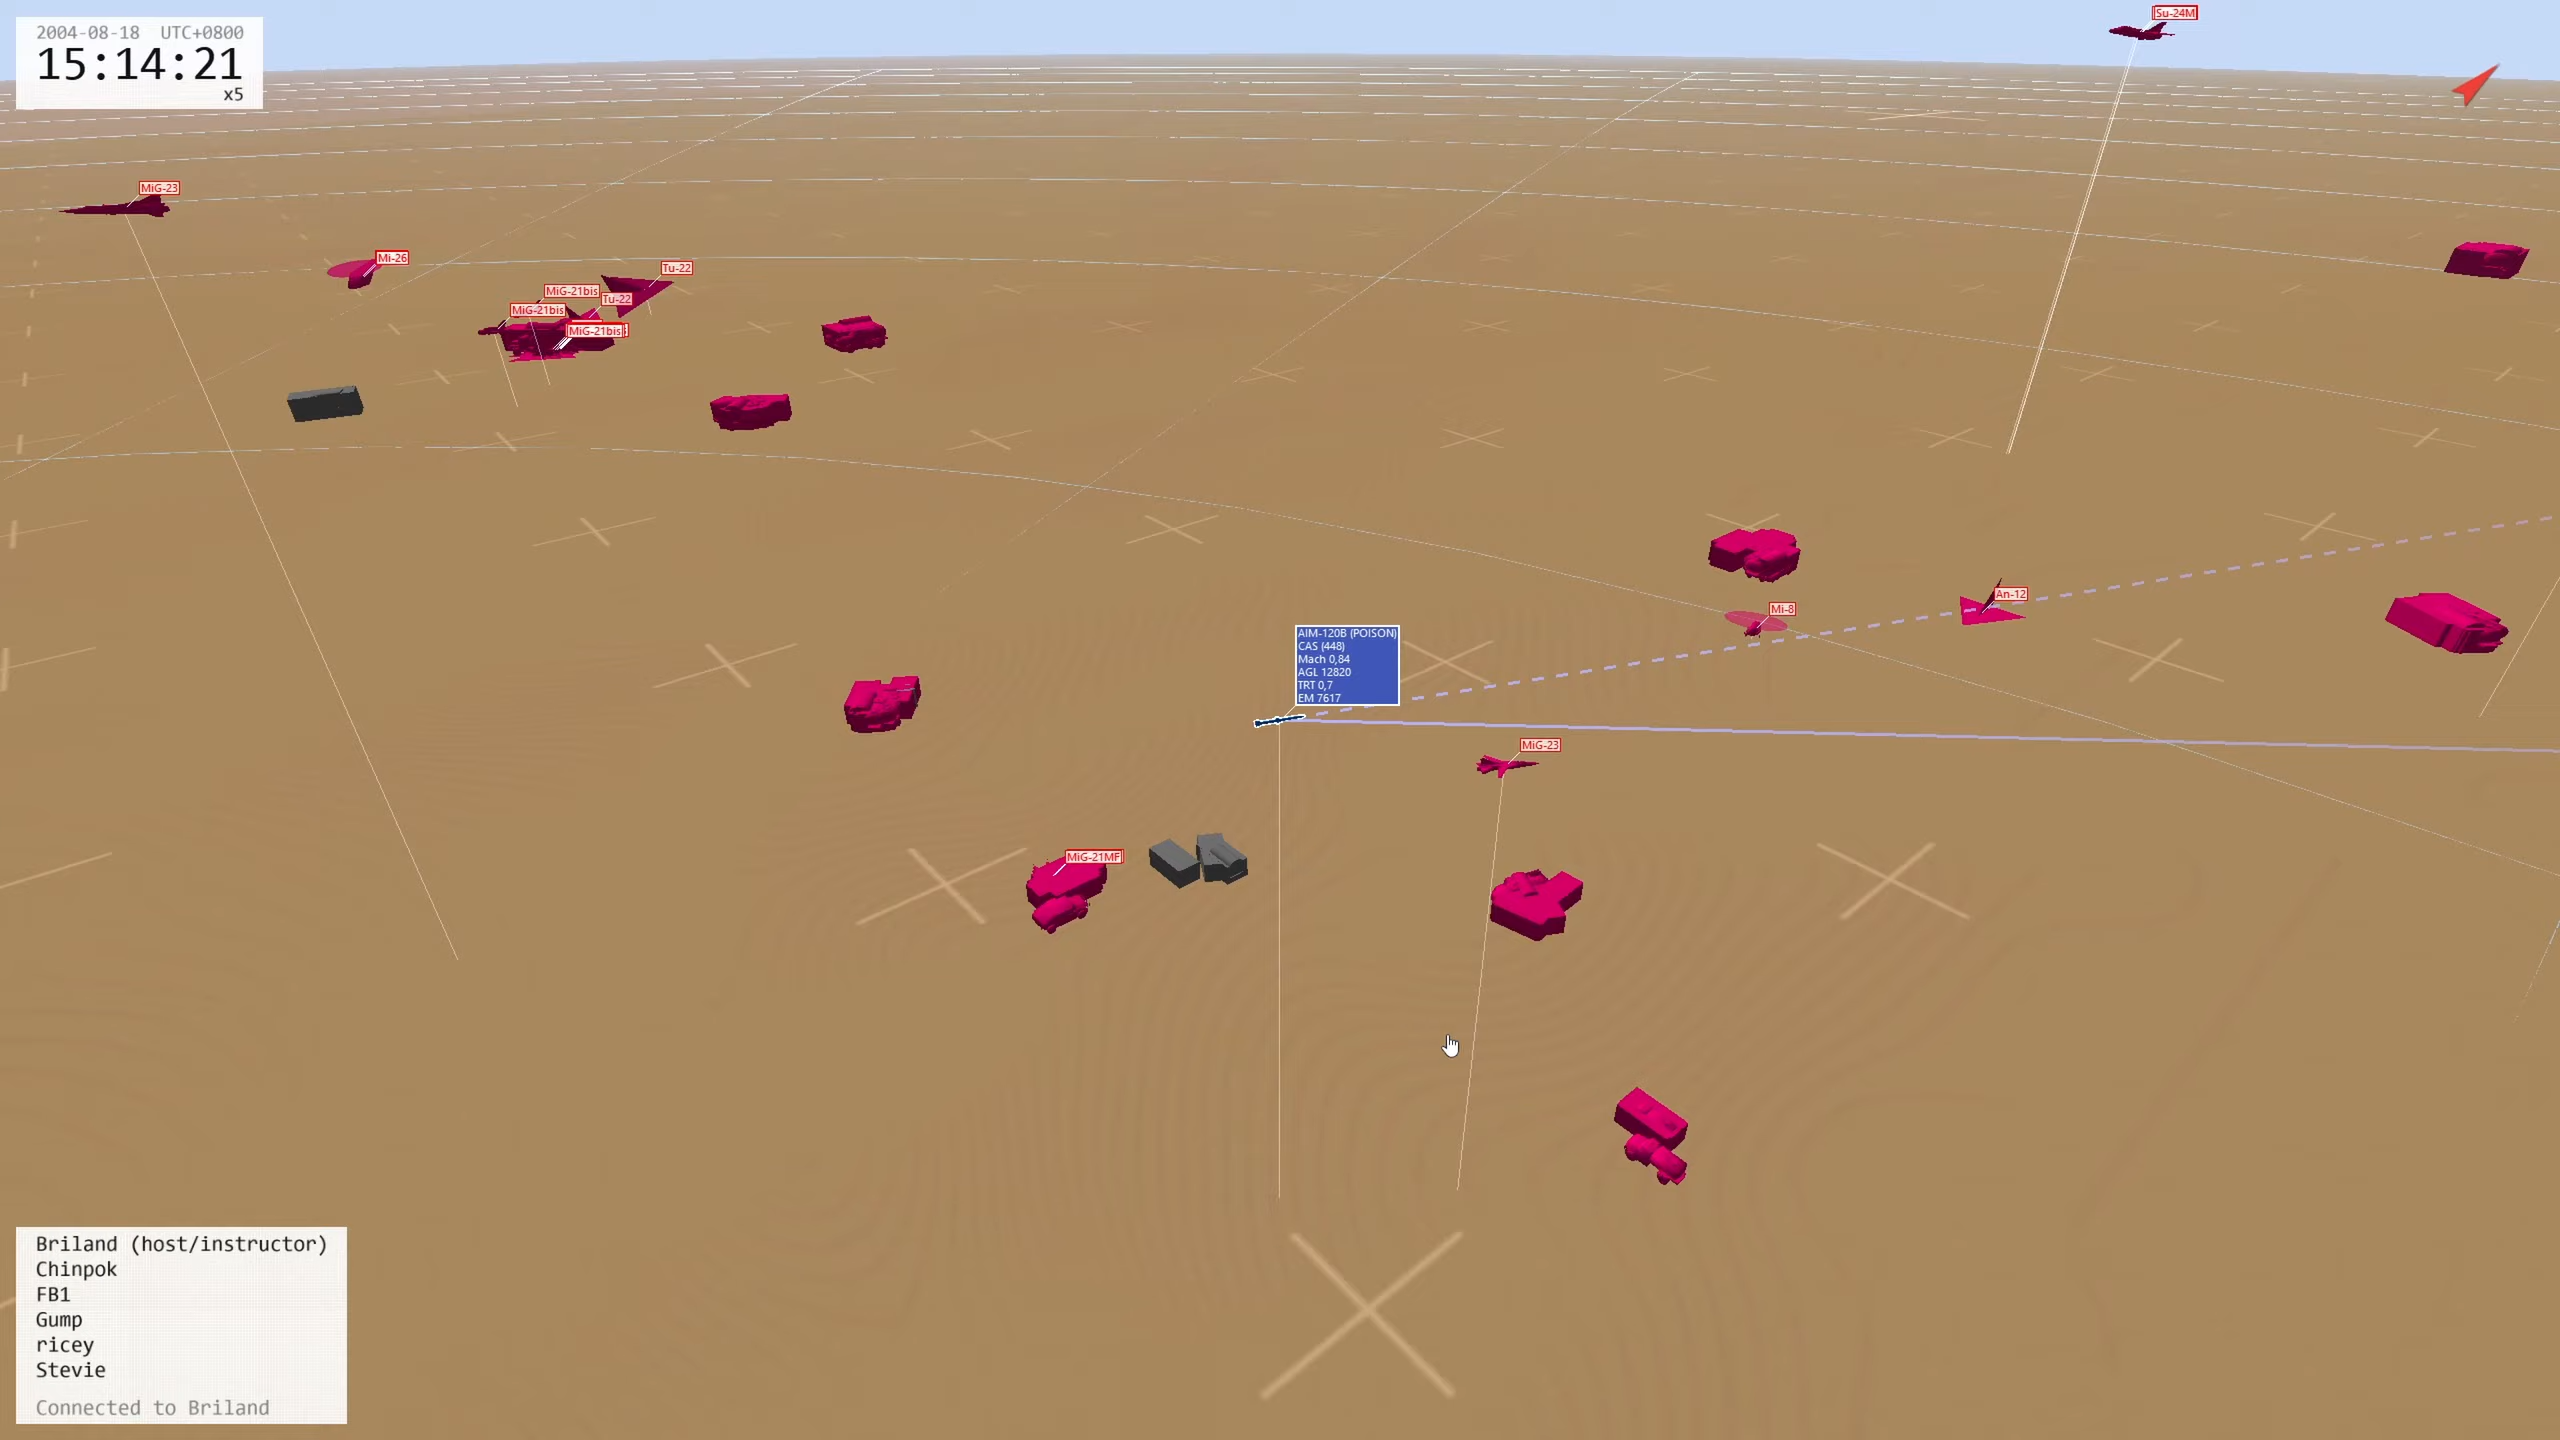 2004-08-18 UTC+0800
15:14:21
x5
Su-24M
MiG-23
Mi-26
Tu-22
MiG-21bis
Tu-22
MiG-21bis
MiG-21bis
An-12
Mi-8
AIM-120B (POISON)
CAS (448)
Mach 0,84
AGL 12820
TRT 0,7
EM 7617
MiG-23
MiG-21MF
Briland (host/instructor)
Chinpok
FB1
Gump
ricey
Stevie
Connected to Briland